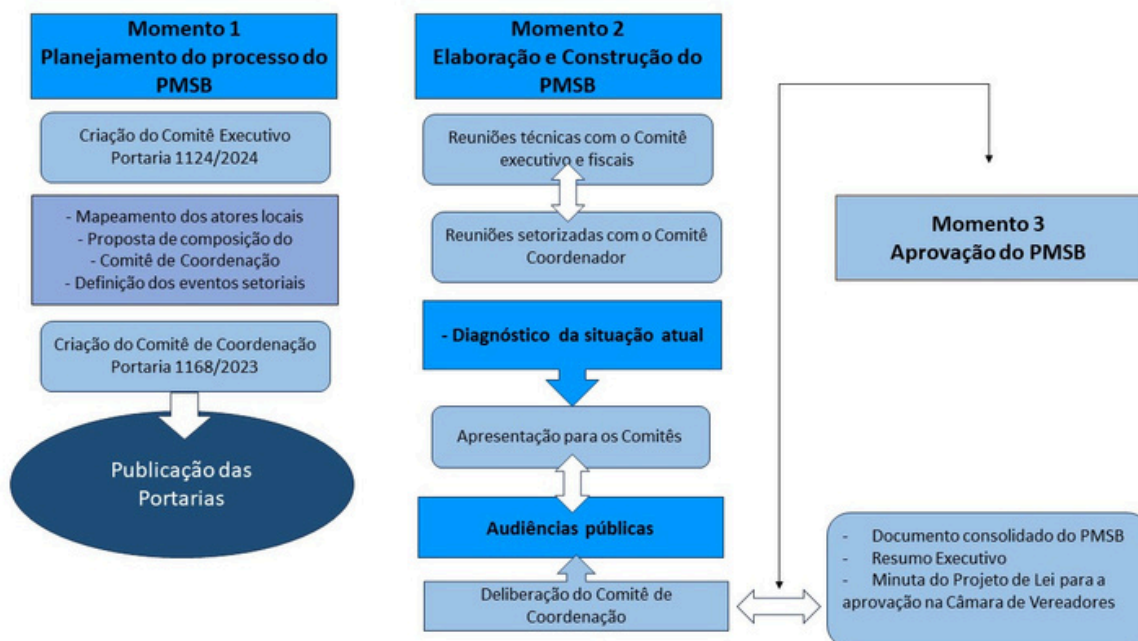 Momento 1
Planejamento do processo do
PMSB
Criação do Comitê Executivo
Portaria 1124/2024
- Mapeamento dos atores locais
- Proposta de composição do
- Comitê de Coordenação
- Definição dos eventos setoriais
Criação do Comitê de Coordenação
Portaria 1168/2023
Publicação das
Portarias
Momento 2
Elaboração e Construção do
PMSB
Reuniões técnicas com o Comitê
executivo e fiscais
Reuniões setorizadas com o Comitê
Coordenador
- Diagnóstico da situação atual
Apresentação para os Comitês
Audiências públicas
Deliberação do Comitê de
Coordenação
Momento 3
Aprovação do PMSB
- Documento consolidado do PMSB
- Resumo Executivo
- Minuta do Projeto de Lei para a
aprovação na Câmara de Vereadores